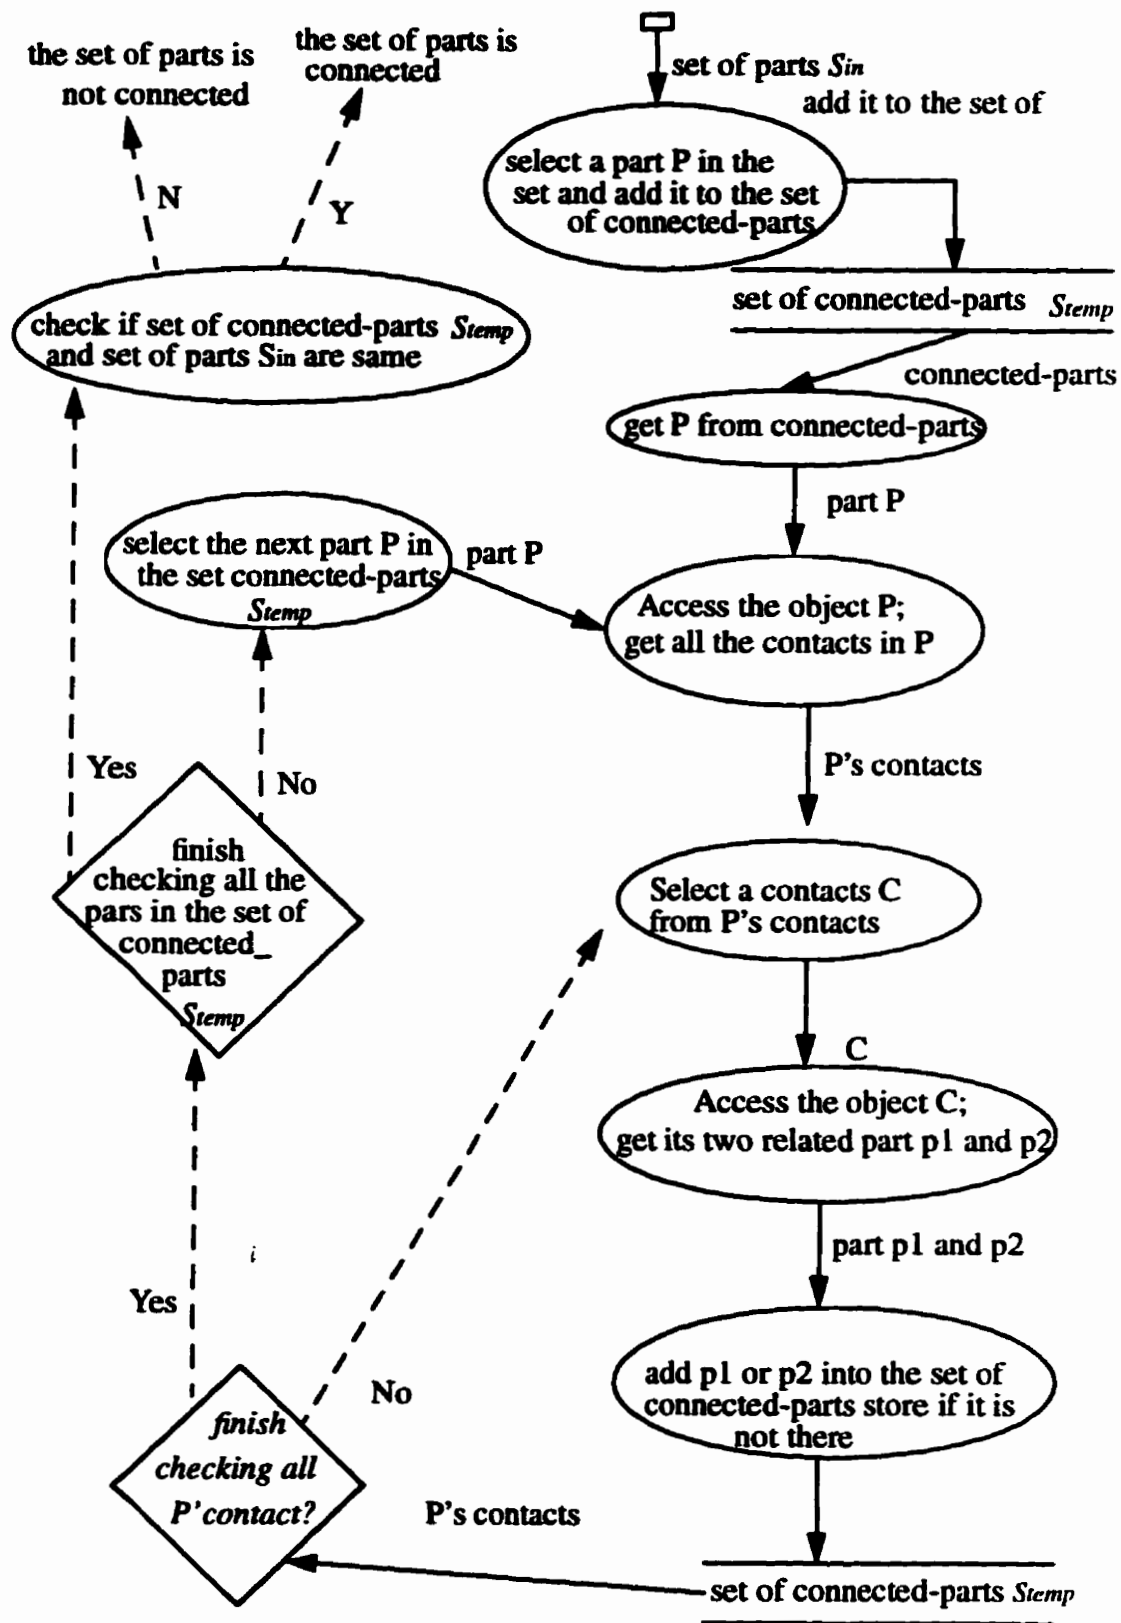 the set of parts is
not connected
the set of parts is
connected
set of parts Sin
add it to the set of
select a part P in the
set and add it to the set
of connected-parts
N
Y
set of connected-parts Stemp
check if set of connected-parts Stemp
and set of parts Sin are same
connected-parts
get P from connected-parts
part P
select the next part P in
the set connected-parts
Stemp
part P
Access the object P;
get all the contacts in P
Yes
No
P's contacts
finish
checking all the
pars in the set of
connected_
parts
Stemp
Select a contacts C
from P's contacts
C
Access the object C;
get its two related part p1 and p2
part p1 and p2
Yes
No
add p1 or p2 into the set of
connected-parts store if it is
not there
finish
checking all
P'contact?
P's contacts
set of connected-parts Stemp